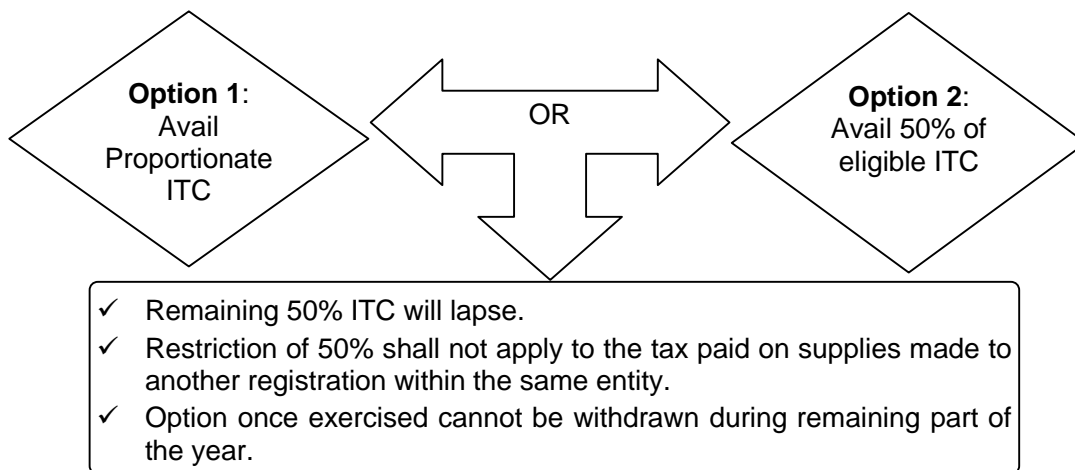 Option 1:
Avail
Proportionate
ITC
OR
Option 2:
Avail 50% of
eligible ITC
✓ Remaining 50% ITC will lapse.
✓ Restriction of 50% shall not apply to the tax paid on supplies made to
another registration within the same entity.
✓ Option once exercised cannot be withdrawn during remaining part of
the year.